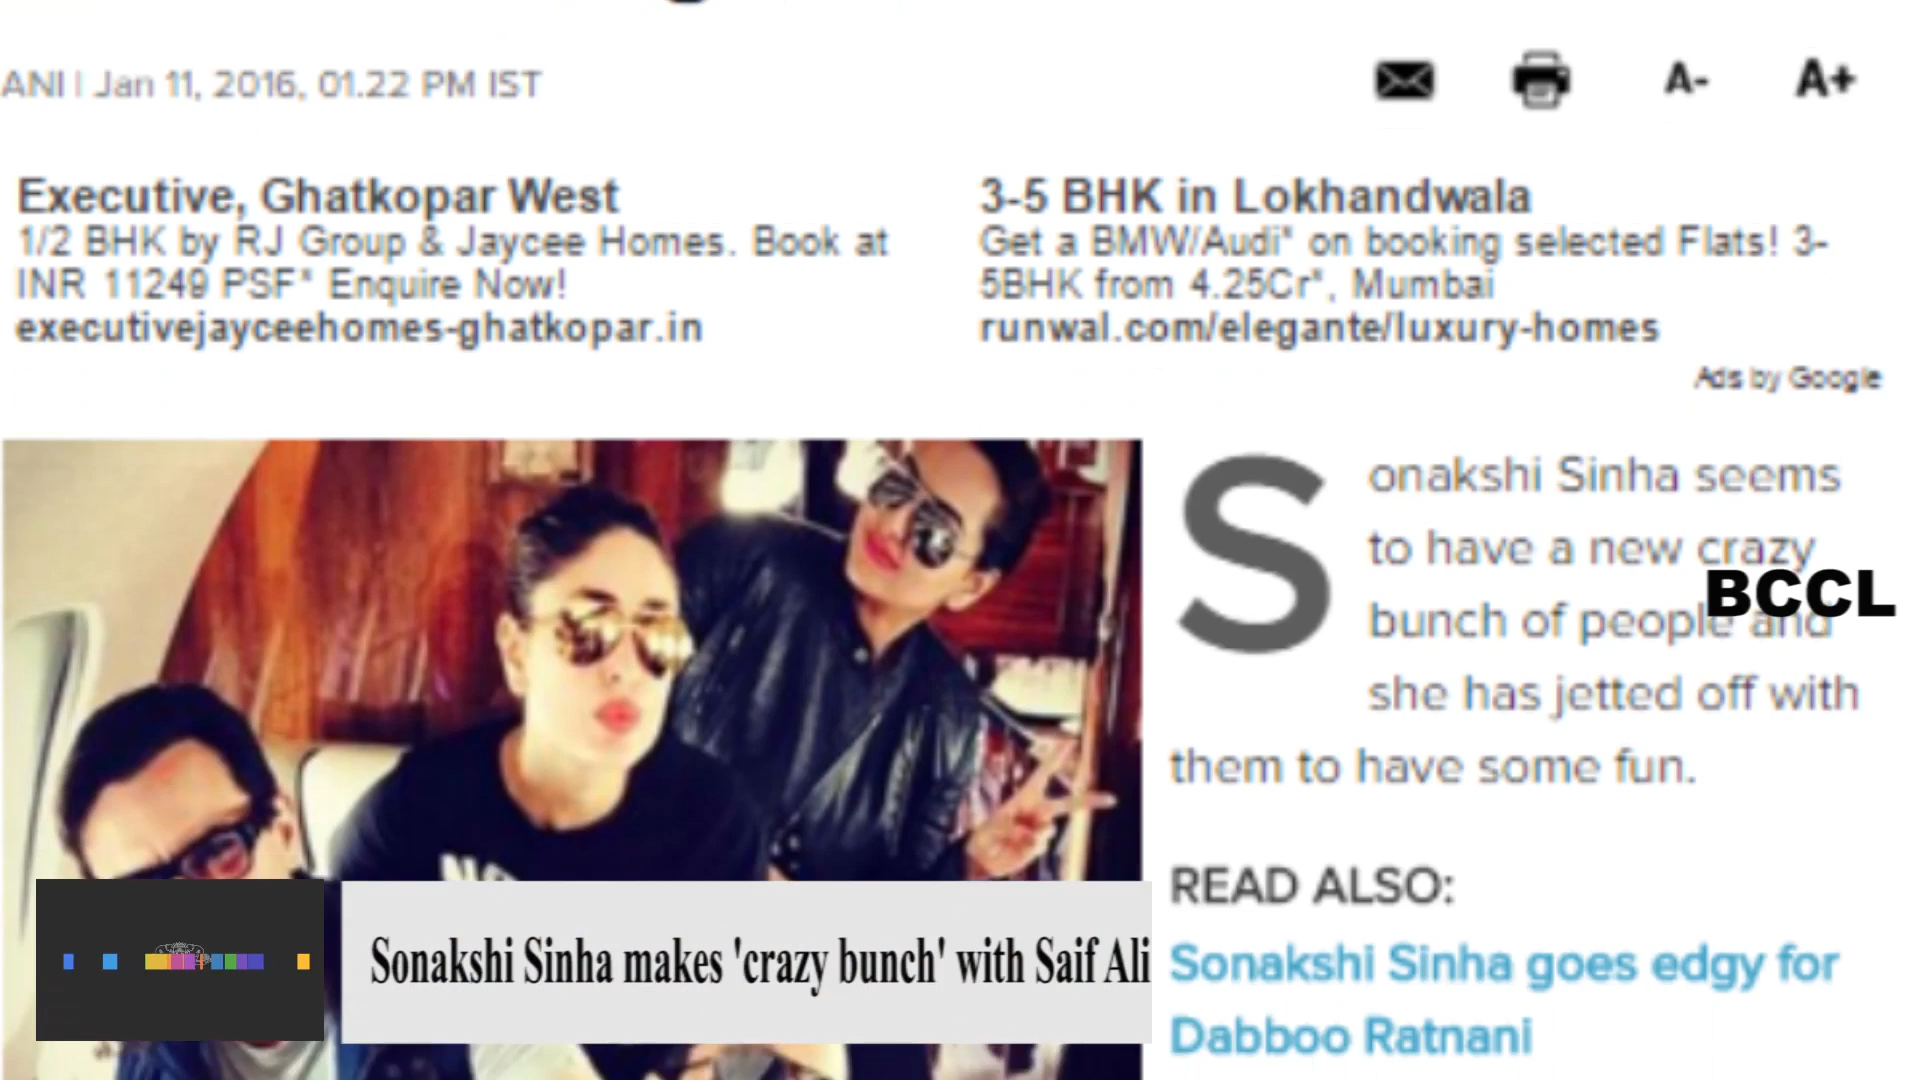 ANI | Jan 11, 2016, 01.22 PM IST
A- A+
Executive, Ghatkopar West
1/2 BHK by RJ Group & Jaycee Homes. Book at
INR 11249 PSF* Enquire Now!
executivejayceehomes-ghatkopar.in
3-5 BHK in Lokhandwala
Get a BMW/Audi* on booking selected Flats! 3-
5BHK from 4.25Cr*, Mumbai
runwal.com/elegante/luxury-homes
Ads by Google
Sonakshi Sinha seems
to have a new crazy
bunch of people and
she has jetted off with
them to have some fun.
BCCL
READ ALSO:
Sonakshi Sinha goes edgy for
Dabboo Ratnani
Sonakshi Sinha makes 'crazy bunch' with Saif Ali